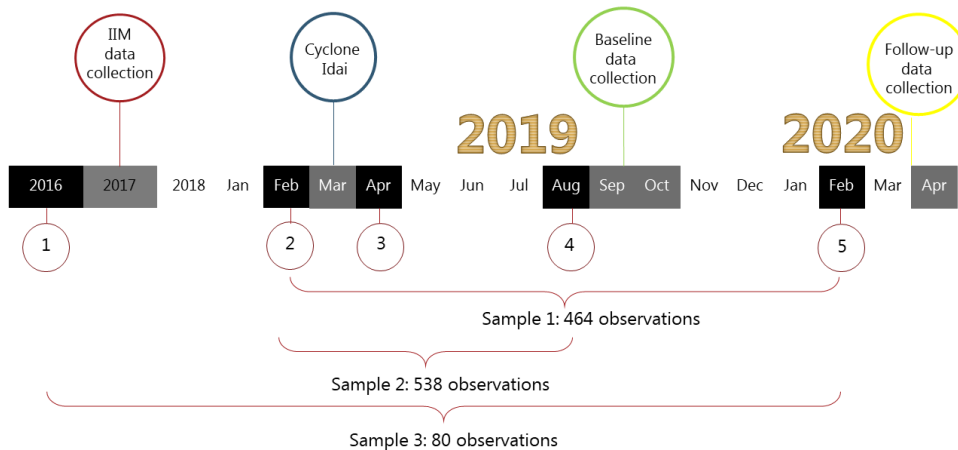 IIM
data
collection
Cyclone
Idai
Baseline
data
collection
Follow-up
data
collection
2019
2020
2016 2017 2018 Jan Feb Mar Apr May Jun Jul Aug Sep Oct Nov Dec Jan Feb Mar Apr
1 2 3 4 5
Sample 1: 464 observations
Sample 2: 538 observations
Sample 3: 80 observations